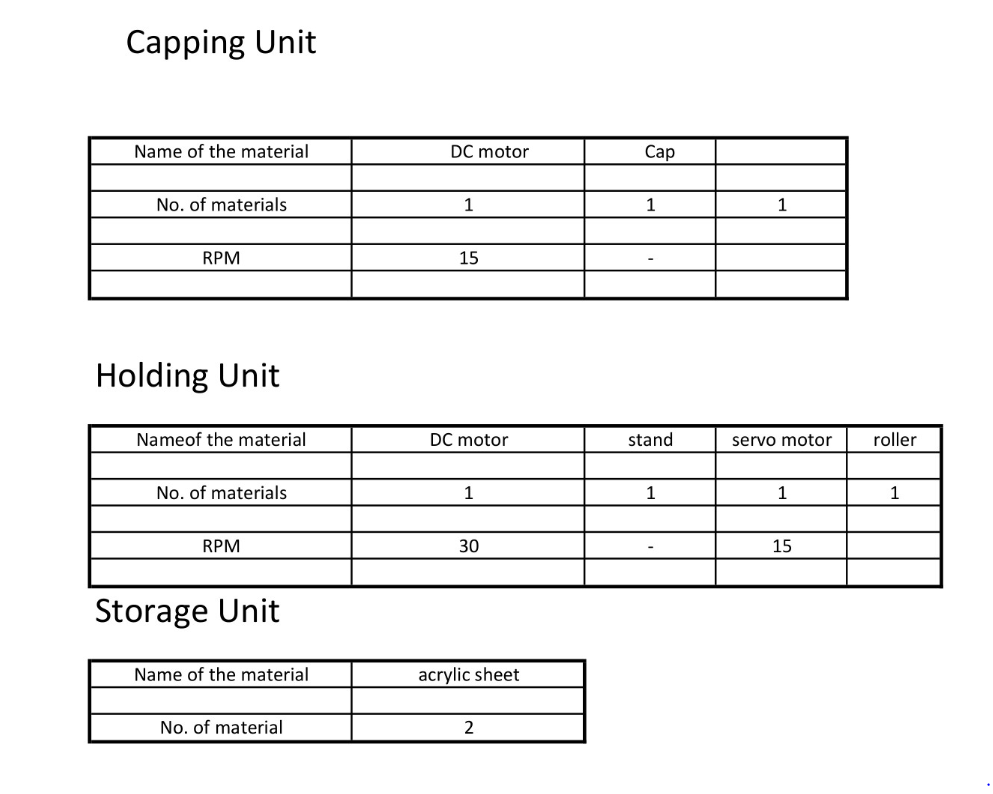 Capping Unit
Name of the material DC motor Cap
No. of materials 1 1 1
RPM 15 -
Holding Unit
Nameof the material DC motor stand servo motor roller
No. of materials 1 1 1 1
RPM 30 - 15
Storage Unit
Name of the material acrylic sheet
No. of material 2